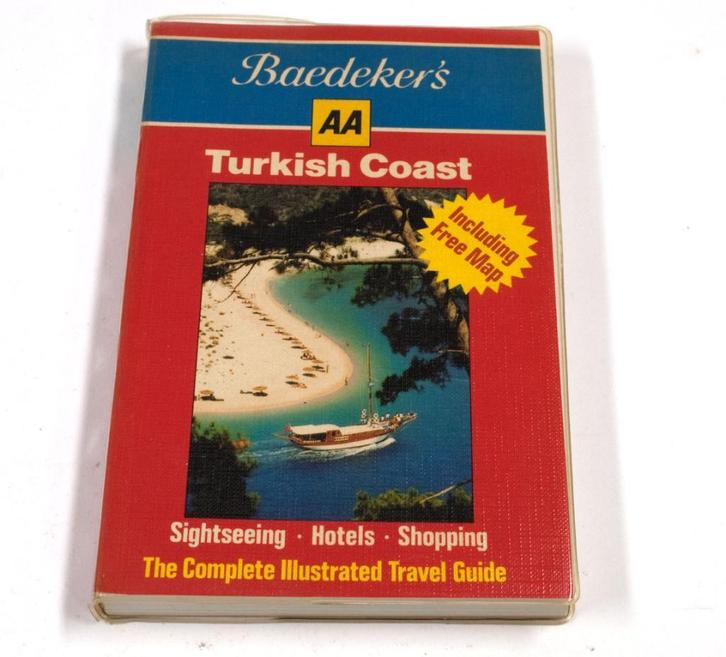 Baedeker's
AA
Turkish Coast
Including
Free Map
Sightseeing · Hotels · Shopping
The Complete Illustrated Travel Guide